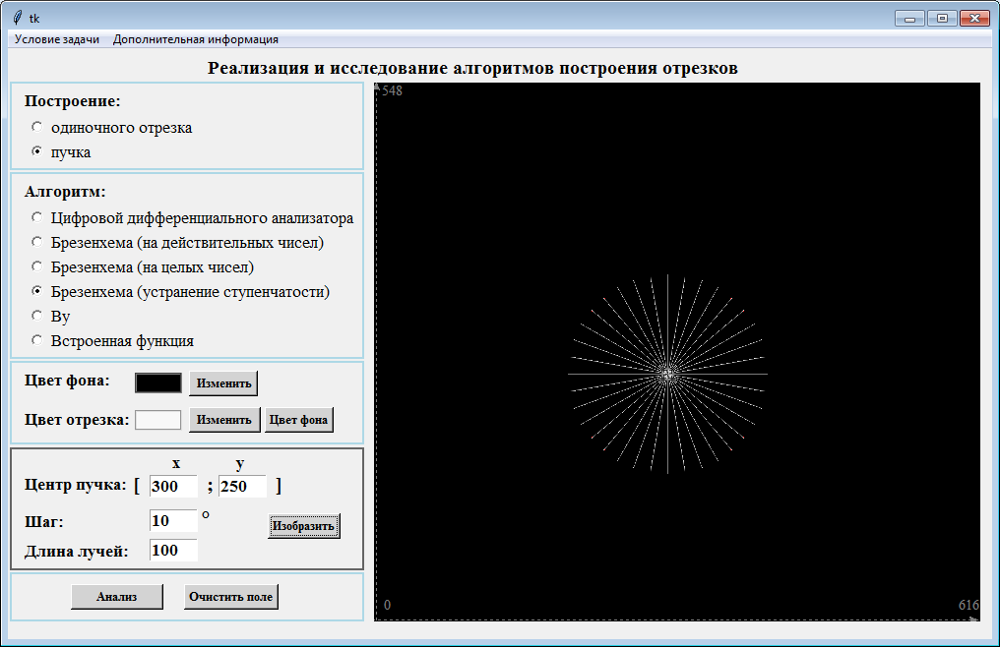 tk
Условие задачи Дополнительная информация
Реализация и исследование алгоритмов построения отрезков
Построение:
одиночного отрезка
пучка
Алгоритм:
Цифровой дифференциального анализатора
Брезенхема (на действительных чисел)
Брезенхема (на целых чисел)
Брезенхема (устранение ступенчатости)
Ву
Встроенная функция
Цвет фона: Изменить
Цвет отрезка: Изменить Цвет фона
x y
Центр пучка: [ 300 ; 250 ]
Шаг: 10 o
Изобразить
Длина лучей: 100
Анализ Очистить поле
548
0 616